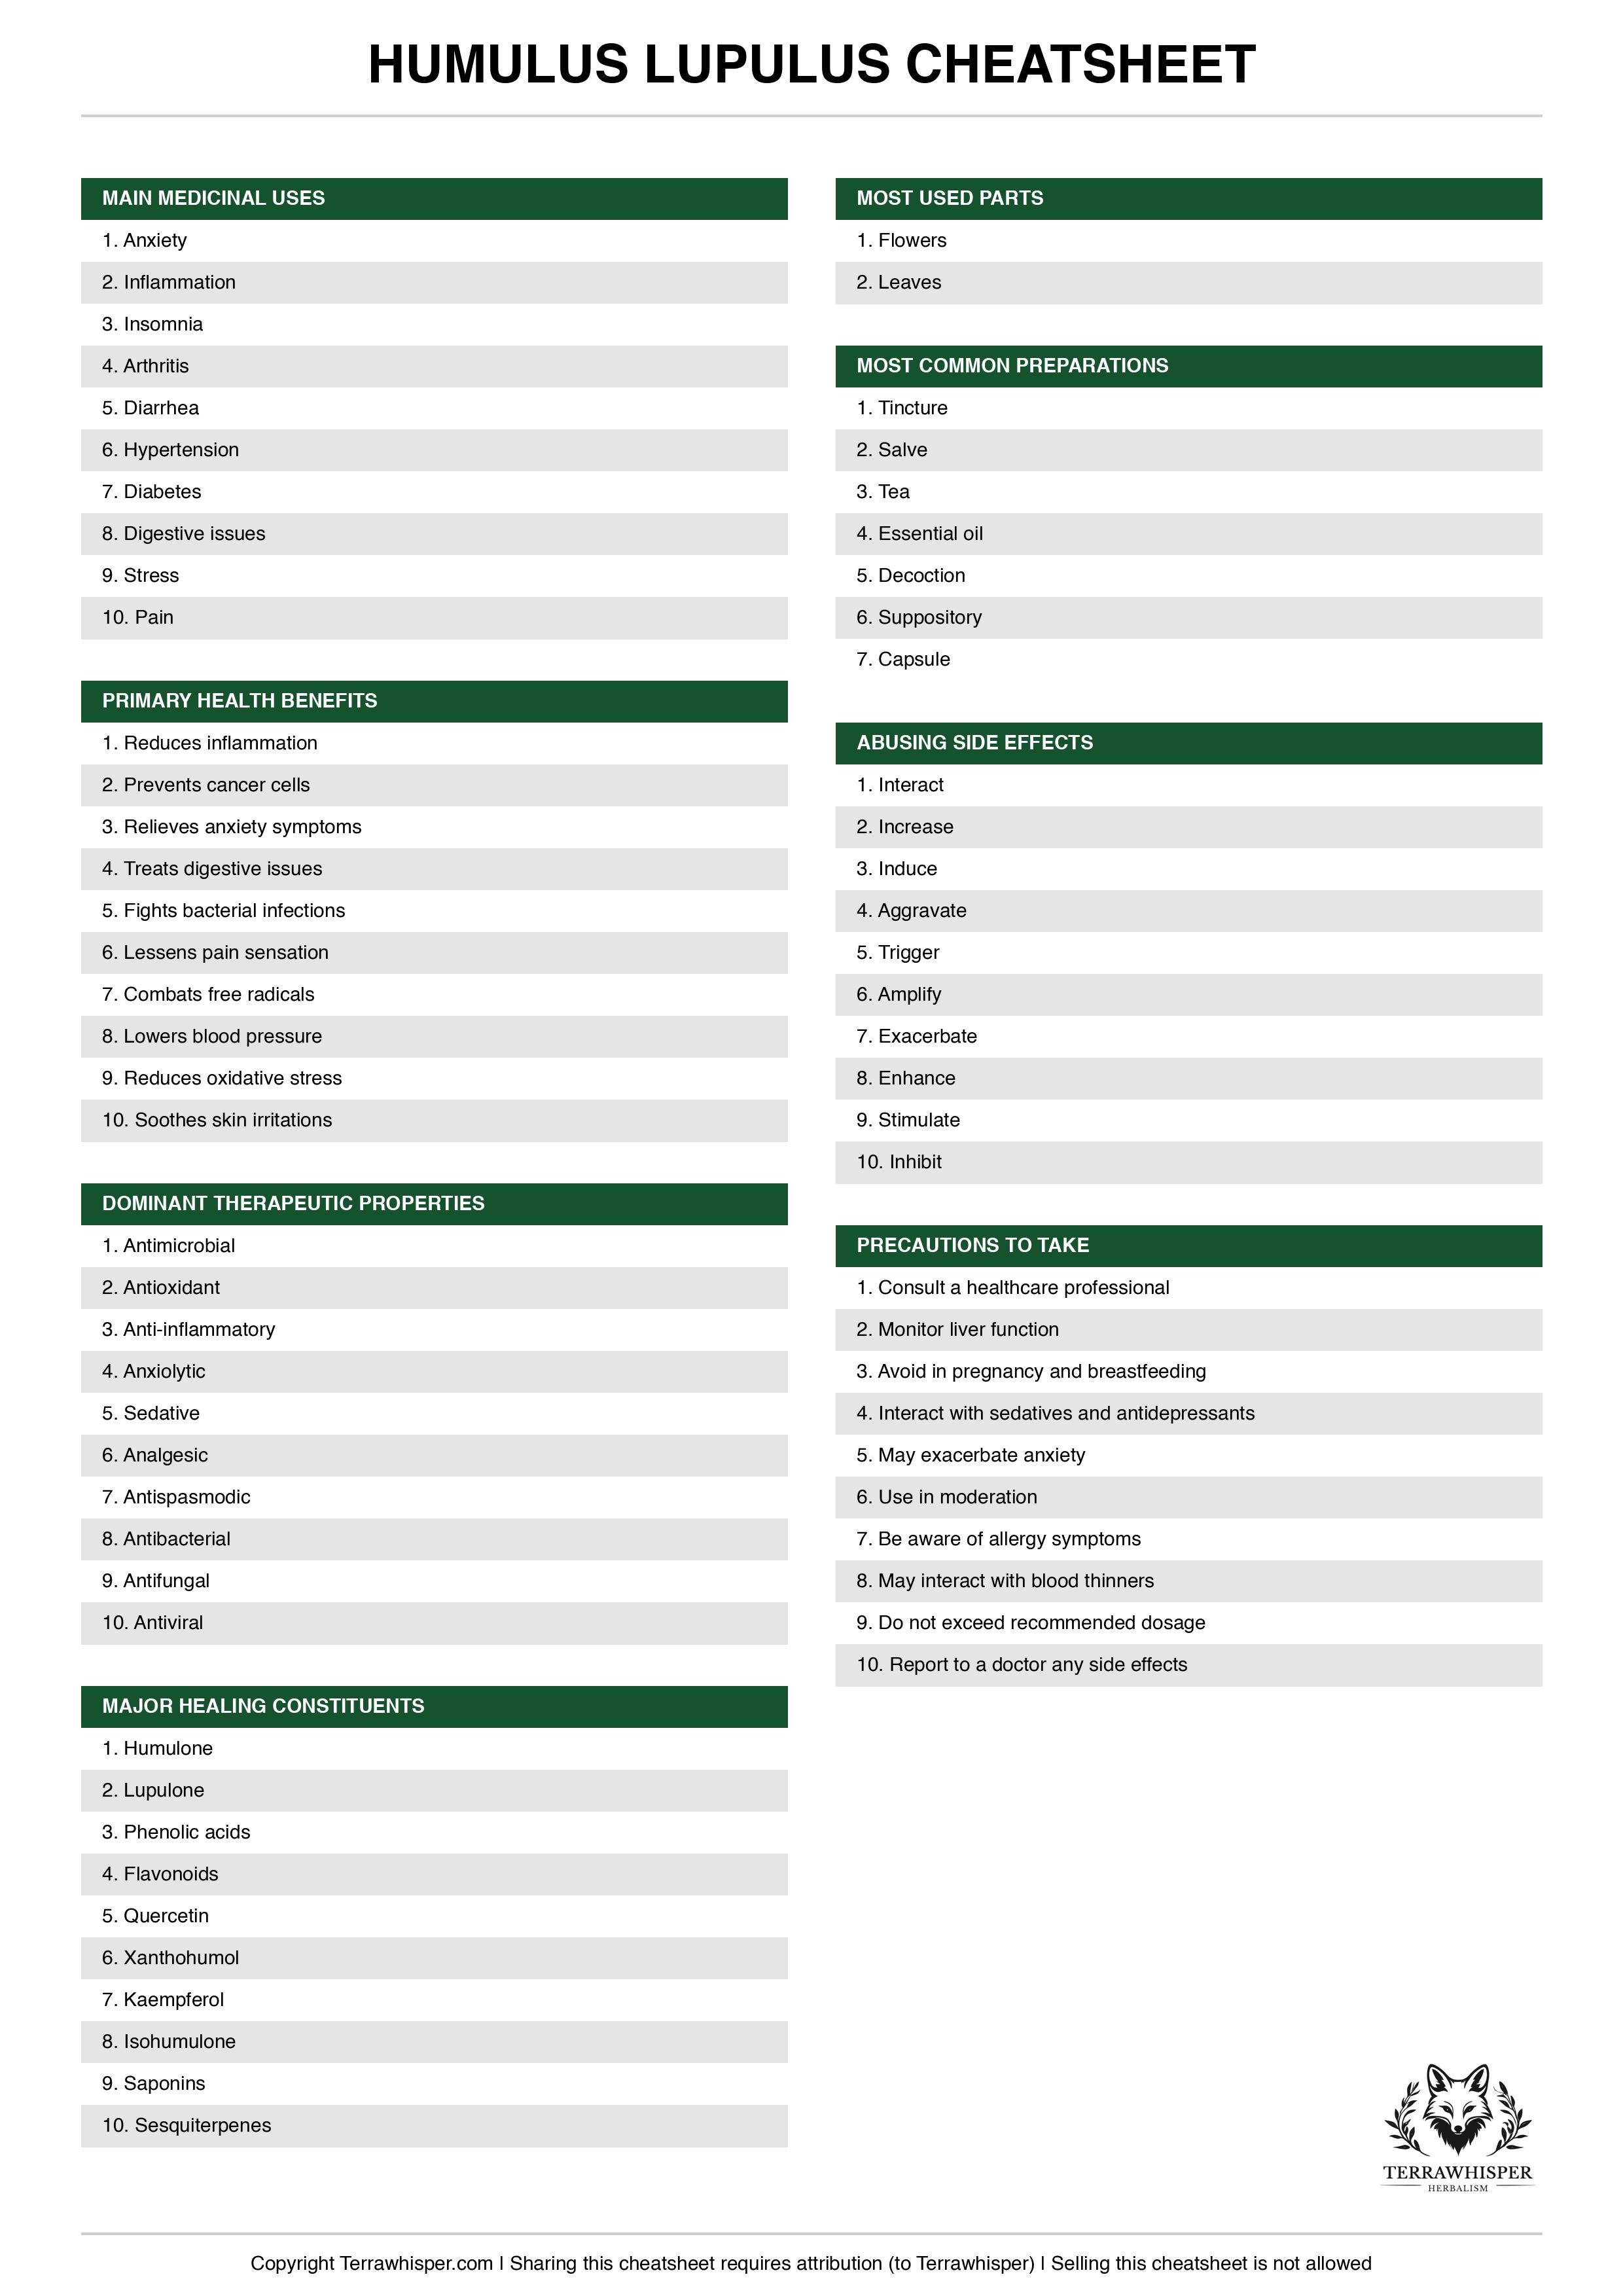 HUMULUS LUPULUS CHEATSHEET
MAIN MEDICINAL USES
1. Anxiety
2. Inflammation
3. Insomnia
4. Arthritis
5. Diarrhea
6. Hypertension
7. Diabetes
8. Digestive issues
9. Stress
10. Pain
PRIMARY HEALTH BENEFITS
1. Reduces inflammation
2. Prevents cancer cells
3. Relieves anxiety symptoms
4. Treats digestive issues
5. Fights bacterial infections
6. Lessens pain sensation
7. Combats free radicals
8. Lowers blood pressure
9. Reduces oxidative stress
10. Soothes skin irritations
DOMINANT THERAPEUTIC PROPERTIES
1. Antimicrobial
2. Antioxidant
3. Anti-inflammatory
4. Anxiolytic
5. Sedative
6. Analgesic
7. Antispasmodic
8. Antibacterial
9. Antifungal
10. Antiviral
MAJOR HEALING CONSTITUENTS
1. Humulone
2. Lupulone
3. Phenolic acids
4. Flavonoids
5. Quercetin
6. Xanthohumol
7. Kaempferol
8. Isohumulone
9. Saponins
10. Sesquiterpenes
MOST USED PARTS
1. Flowers
2. Leaves
MOST COMMON PREPARATIONS
1. Tincture
2. Salve
3. Tea
4. Essential oil
5. Decoction
6. Suppository
7. Capsule
ABUSING SIDE EFFECTS
1. Interact
2. Increase
3. Induce
4. Aggravate
5. Trigger
6. Amplify
7. Exacerbate
8. Enhance
9. Stimulate
10. Inhibit
PRECAUTIONS TO TAKE
1. Consult a healthcare professional
2. Monitor liver function
3. Avoid in pregnancy and breastfeeding
4. Interact with sedatives and antidepressants
5. May exacerbate anxiety
6. Use in moderation
7. Be aware of allergy symptoms
8. May interact with blood thinners
9. Do not exceed recommended dosage
10. Report to a doctor any side effects
TERRAWHISPER
HERBALISM
Copyright Terrawhisper.com | Sharing this cheatsheet requires attribution (to Terrawhisper) | Selling this cheatsheet is not allowed